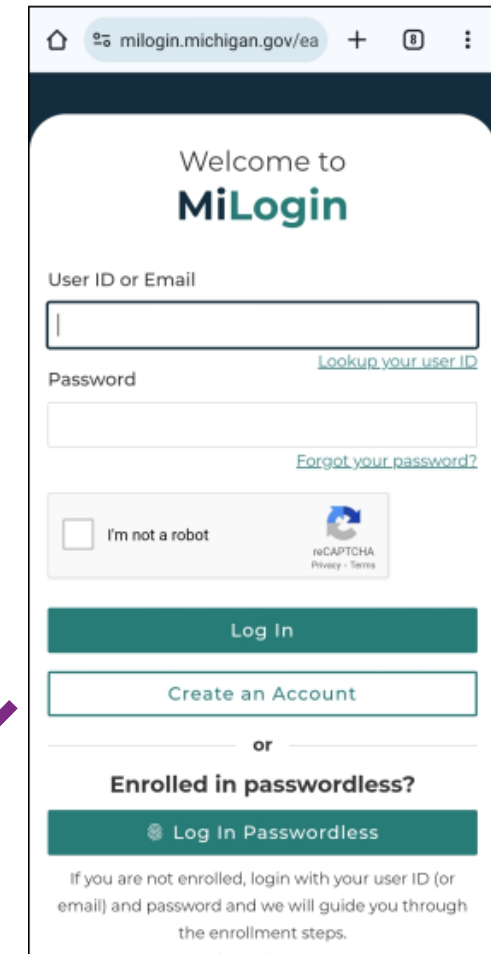 milogin.michigan.gov/ea
8
Welcome to
MiLogin
User ID or Email
Lookup your user ID
Password
Forgot your password?
I'm not a robot
reCAPTCHA
Privacy - Terms
Log In
Create an Account
or
Enrolled in passwordless?
Log In Passwordless
If you are not enrolled, login with your user ID (or
email) and password and we will guide you through
the enrollment steps.